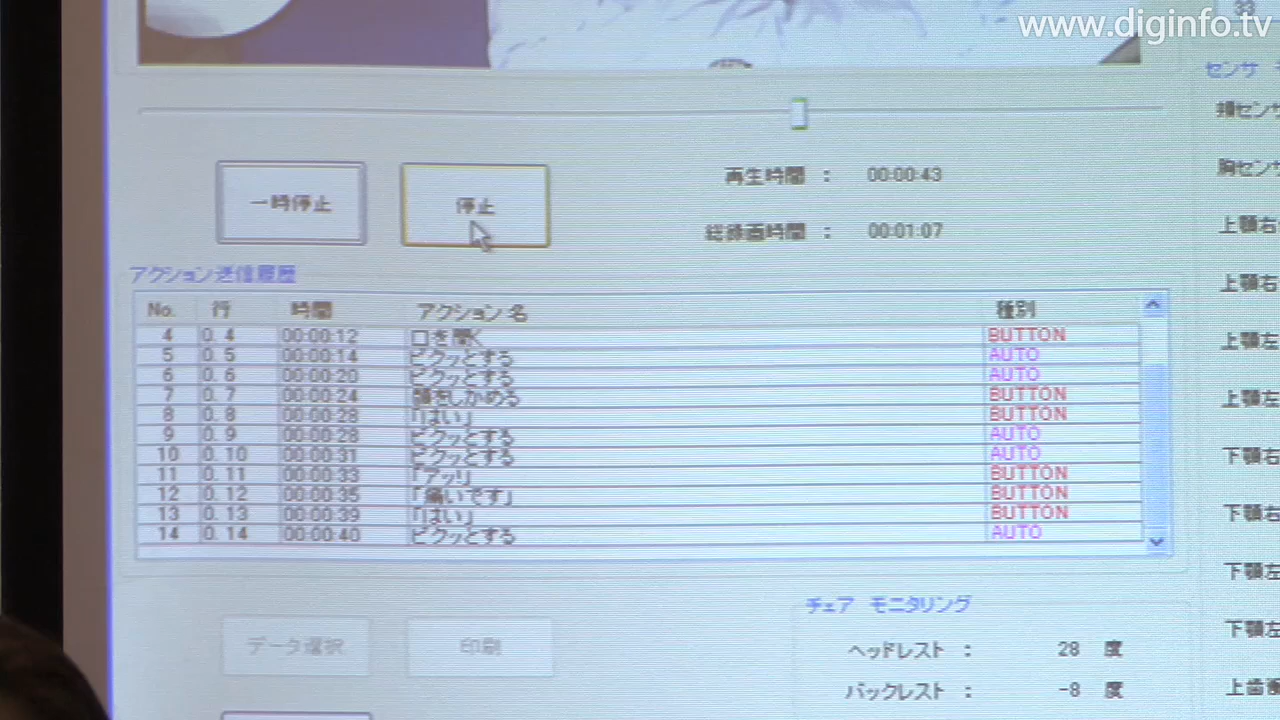 www.diginfo.tv
33
センサ
頬センサ
胸センサ
上顎右
上顎右
上顎左
上顎左
下顎右
下顎右
下顎左
下顎左
上歯
一時停止
停止
再生時間 : 00:00:43
総録画時間 : 00:01:07
アクション送信履歴
No. 行 時間 アクション名 種別
4 0. 4 00:00:12 口を開く BUTTON
5 0. 5 00:00:14 ビクッとする AUTO
6 0. 6 00:00:20 ビクッとする AUTO
7 0. 7 00:00:24 顔をしかめる BUTTON
8 0. 8 00:00:28 「はい」 BUTTON
9 0. 9 00:00:28 ビクッとする AUTO
10 0. 10 00:00:31 ビクッとする AUTO
11 0. 11 00:00:33 「アッ!」 BUTTON
12 0. 12 00:00:35 「痛いです」 BUTTON
13 0. 13 00:00:39 「はい」 BUTTON
14 0. 14 00:00:40 ビクッとする AUTO
データ選択
印刷
チェア モニタリング
ヘッドレスト : 28 度
バックレスト : -8 度